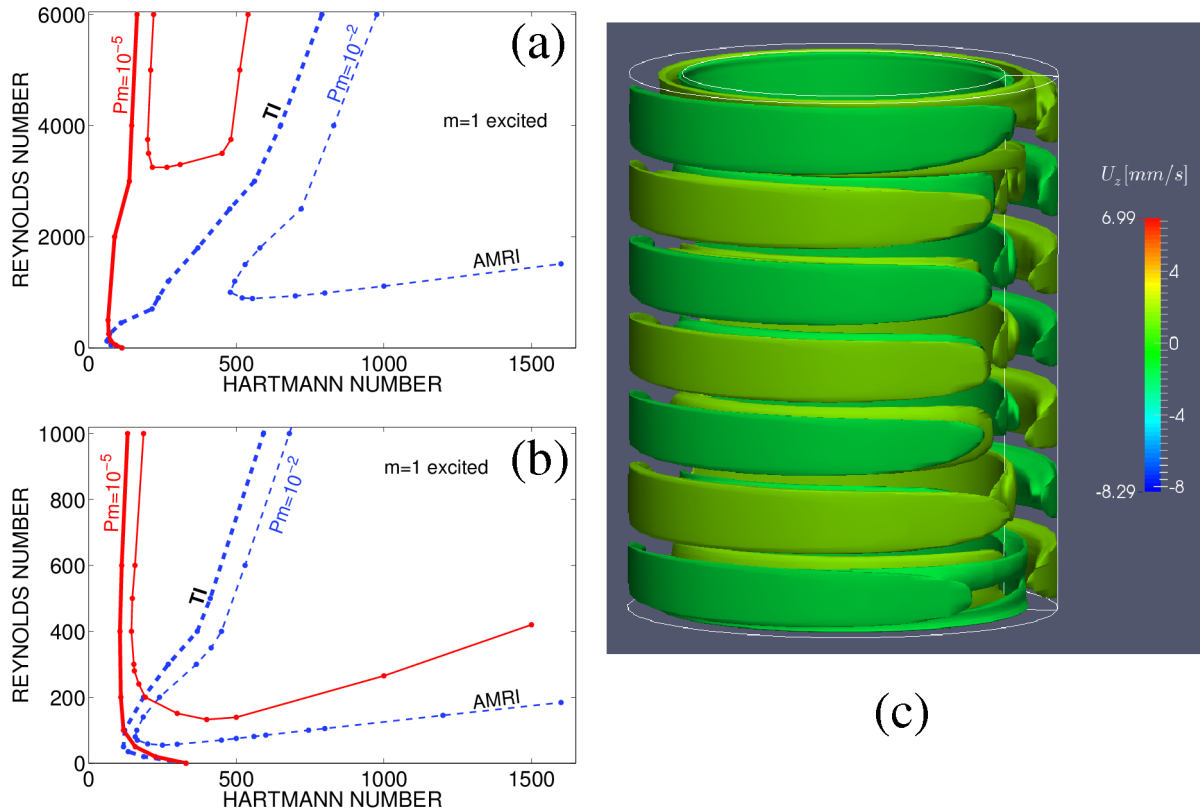 (a)
REYNOLDS NUMBER
6000
4000
2000
0
Pm=10⁻⁵
TI
Pm=10⁻²
m=1 excited
AMRI
0 500 1000 1500
HARTMANN NUMBER
(b)
REYNOLDS NUMBER
1000
800
600
400
200
0
Pm=10⁻⁵
TI
Pm=10⁻²
m=1 excited
AMRI
0 500 1000 1500
HARTMANN NUMBER
U_z[mm/s]
6.99
4
0
-4
-8
-8.29
(c)